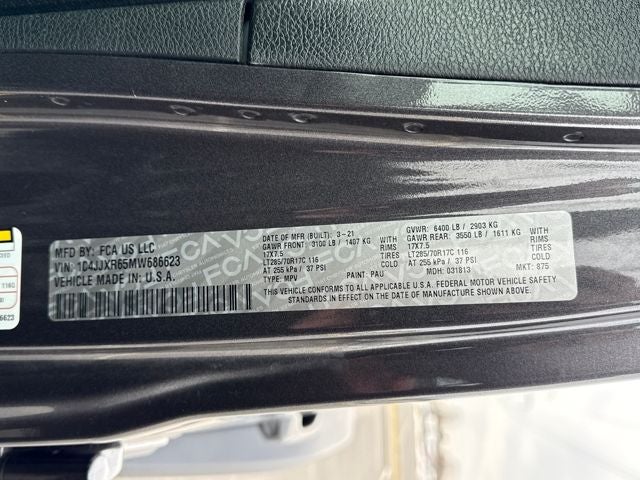 MFD. BY: FCA US LLC
VIN: 1C4JJXR65MW686623
VEHICLE MADE IN: U.S.A.
DATE OF MFR (BUILT): 3-21
GAWR FRONT: 3100 LB / 1407 KG WITH
17X7.5 RIMS
LT285/70R17C 116 TIRES
AT 255 kPa / 37 PSI COLD
TYPE: MPV PAINT: PAU
GVWR: 6400 LB / 2903 KG
GAWR REAR: 3550 LB / 1611 KG WITH
17X7.5 RIMS
LT285/70R17C 116 TIRES
AT 255 kPa / 37 PSI COLD
MDH: 031813 MKT: 875
THIS VEHICLE CONFORMS TO ALL APPLICABLE U.S.A. FEDERAL MOTOR VEHICLE SAFETY
STANDARDS IN EFFECT ON THE DATE OF MANUFACTURE SHOWN ABOVE.